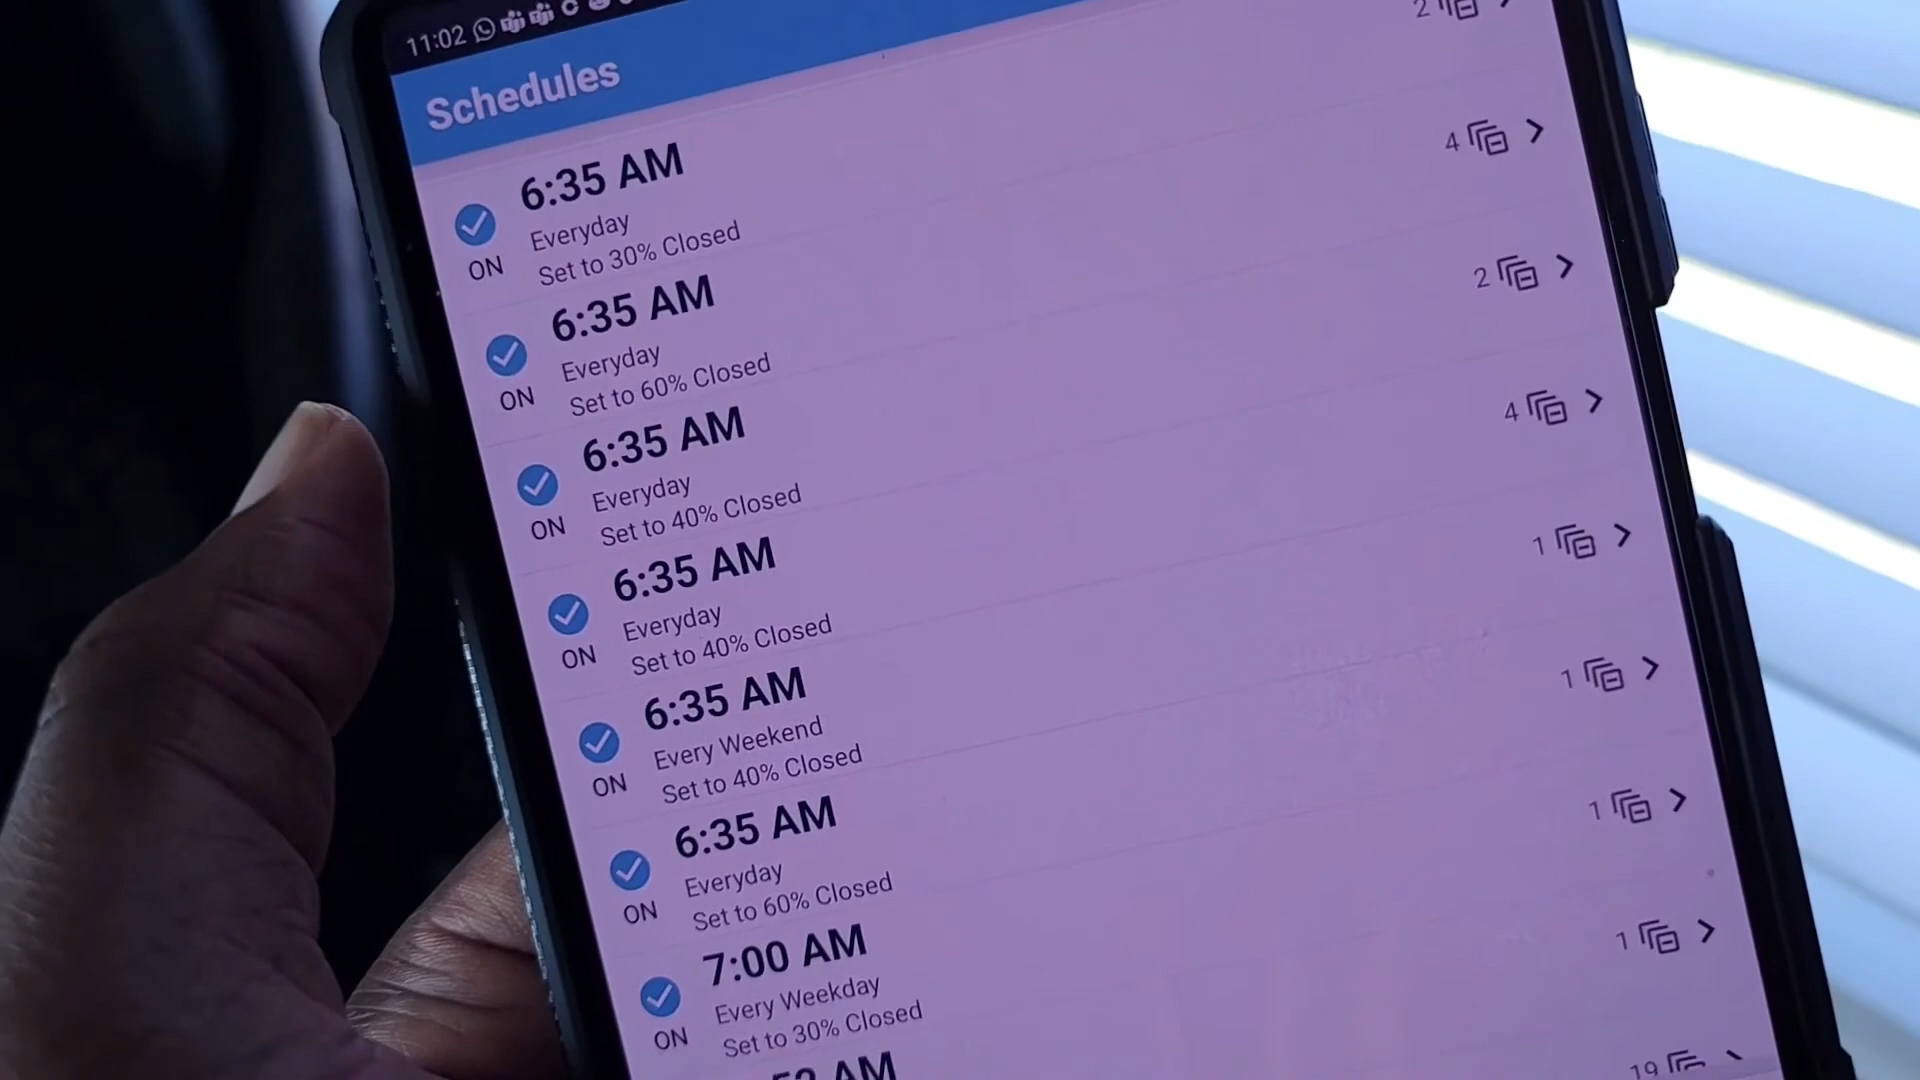 11:02
Schedules
6:35 AM
Everyday
Set to 30% Closed
ON
2
6:35 AM
Everyday
Set to 60% Closed
ON
4
6:35 AM
Everyday
Set to 40% Closed
ON
2
6:35 AM
Everyday
Set to 40% Closed
ON
4
6:35 AM
Every Weekend
Set to 40% Closed
ON
1
6:35 AM
Everyday
Set to 60% Closed
ON
1
7:00 AM
Every Weekday
Set to 30% Closed
ON
1
AM
1
19